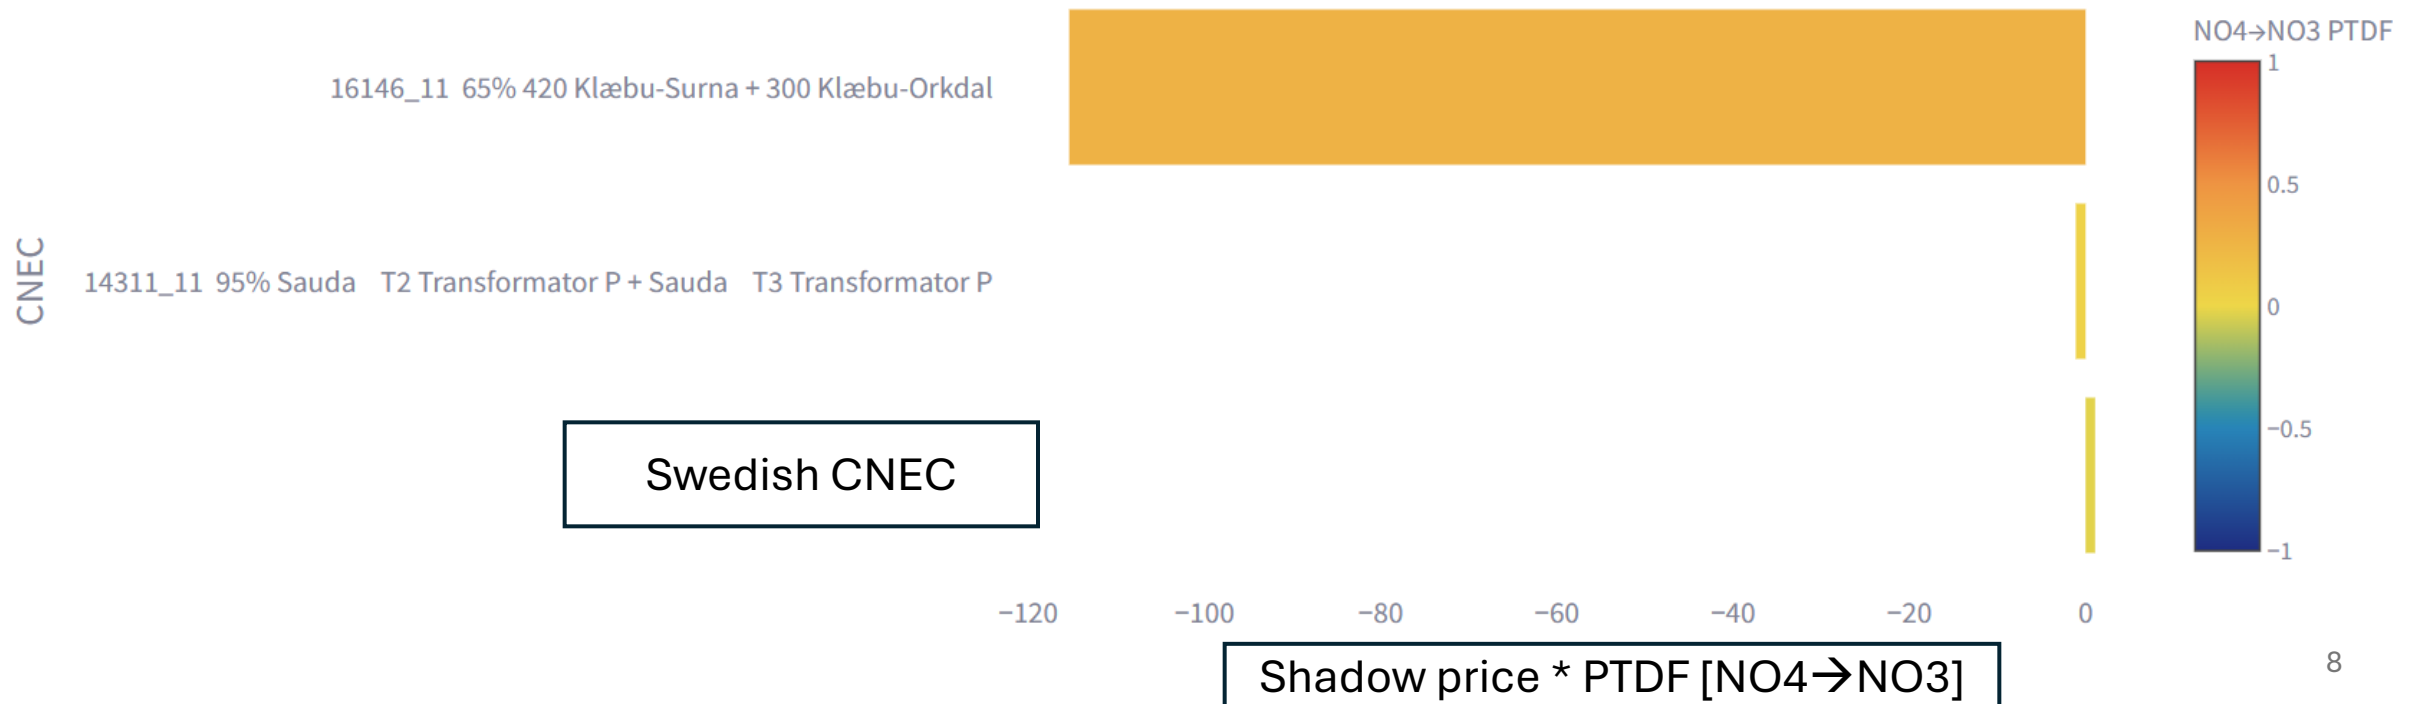 NO4→NO3 PTDF
16146_11 65% 420 Klæbu-Surna + 300 Klæbu-Orkdal
14311_11 95% Sauda T2 Transformator P + Sauda T3 Transformator P
CNEC
Swedish CNEC
1
0.5
0
−0.5
−1
−120 −100 −80 −60 −40 −20 0
Shadow price * PTDF [NO4→NO3]
8